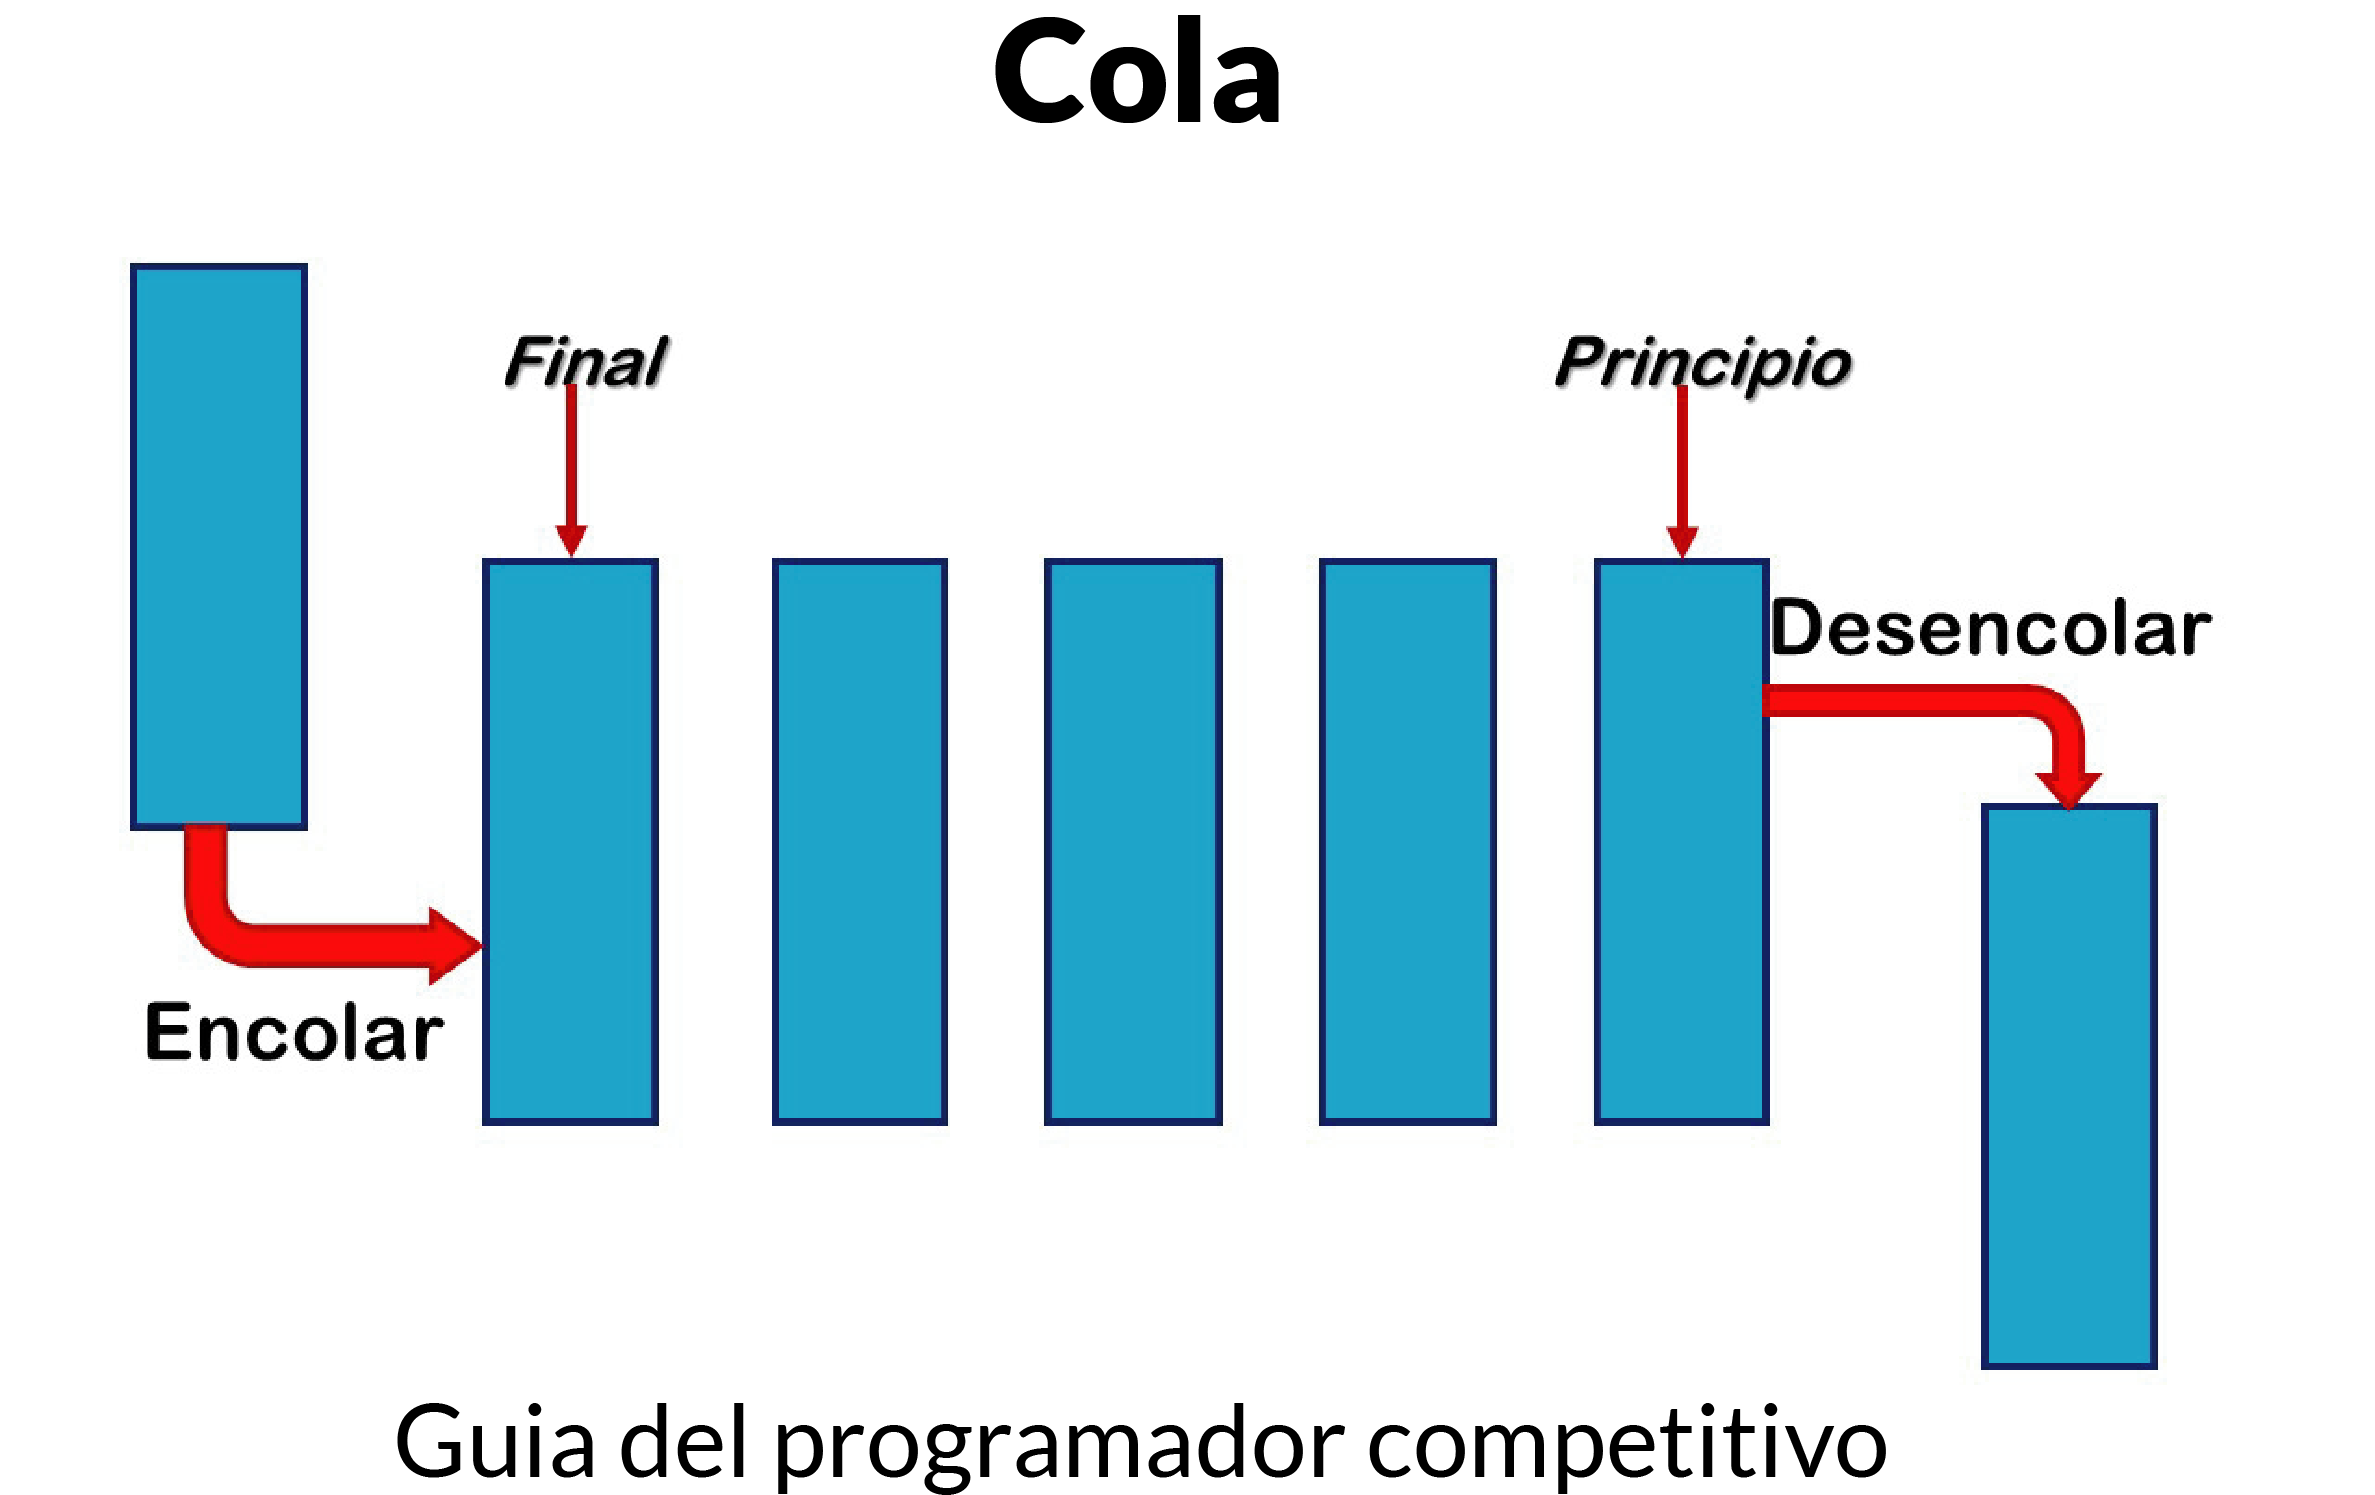 Cola
Final
Principio
Desencolar
Encolar
Guia del programador competitivo